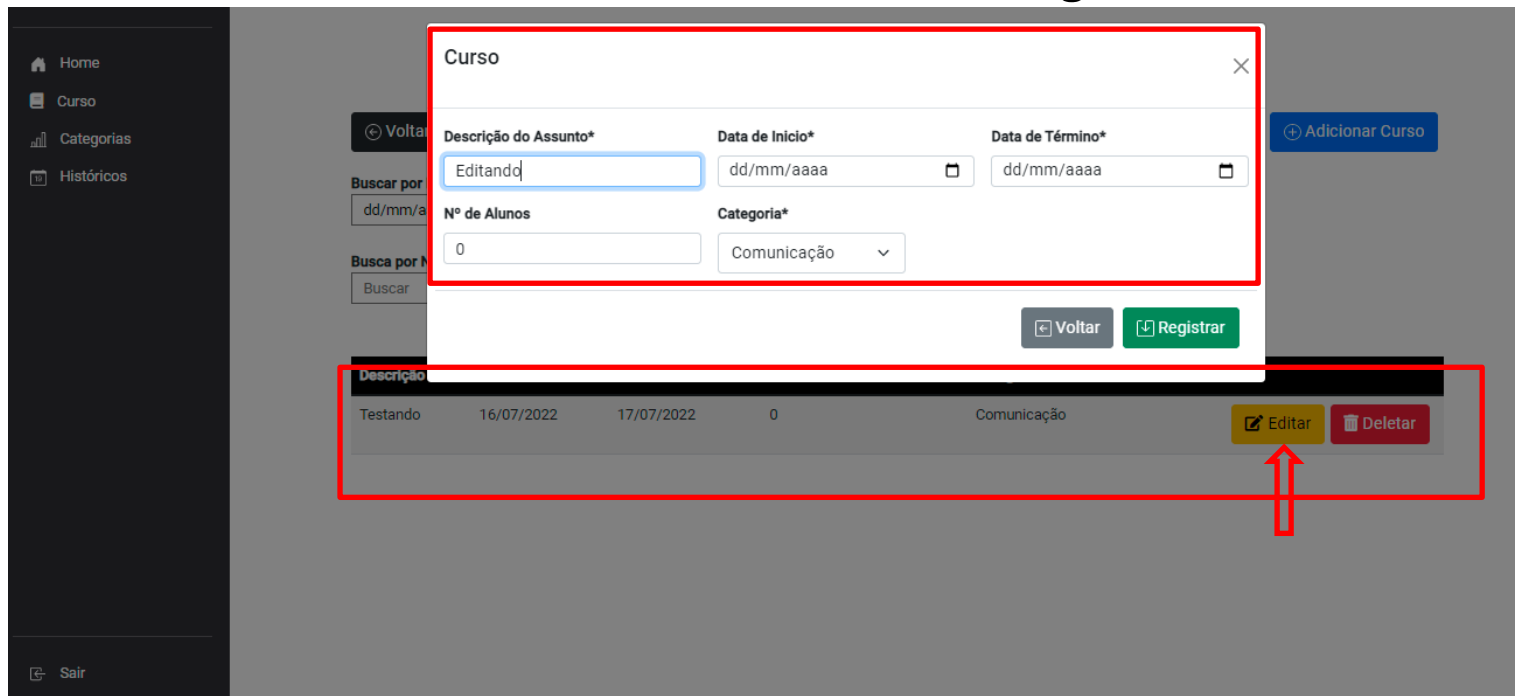 Home
Curso
Categorias
Históricos
Sair
Curso
Descrição do Assunto*
Data de Inicio*
Data de Término*
Editando
dd/mm/aaaa
dd/mm/aaaa
Nº de Alunos
Categoria*
0
Comunicação
Voltar
Registrar
Adicionar Curso
Buscar por
dd/mm/a
Busca por
Buscar
Descrição
Testando 16/07/2022 17/07/2022 0 Comunicação Editar Deletar